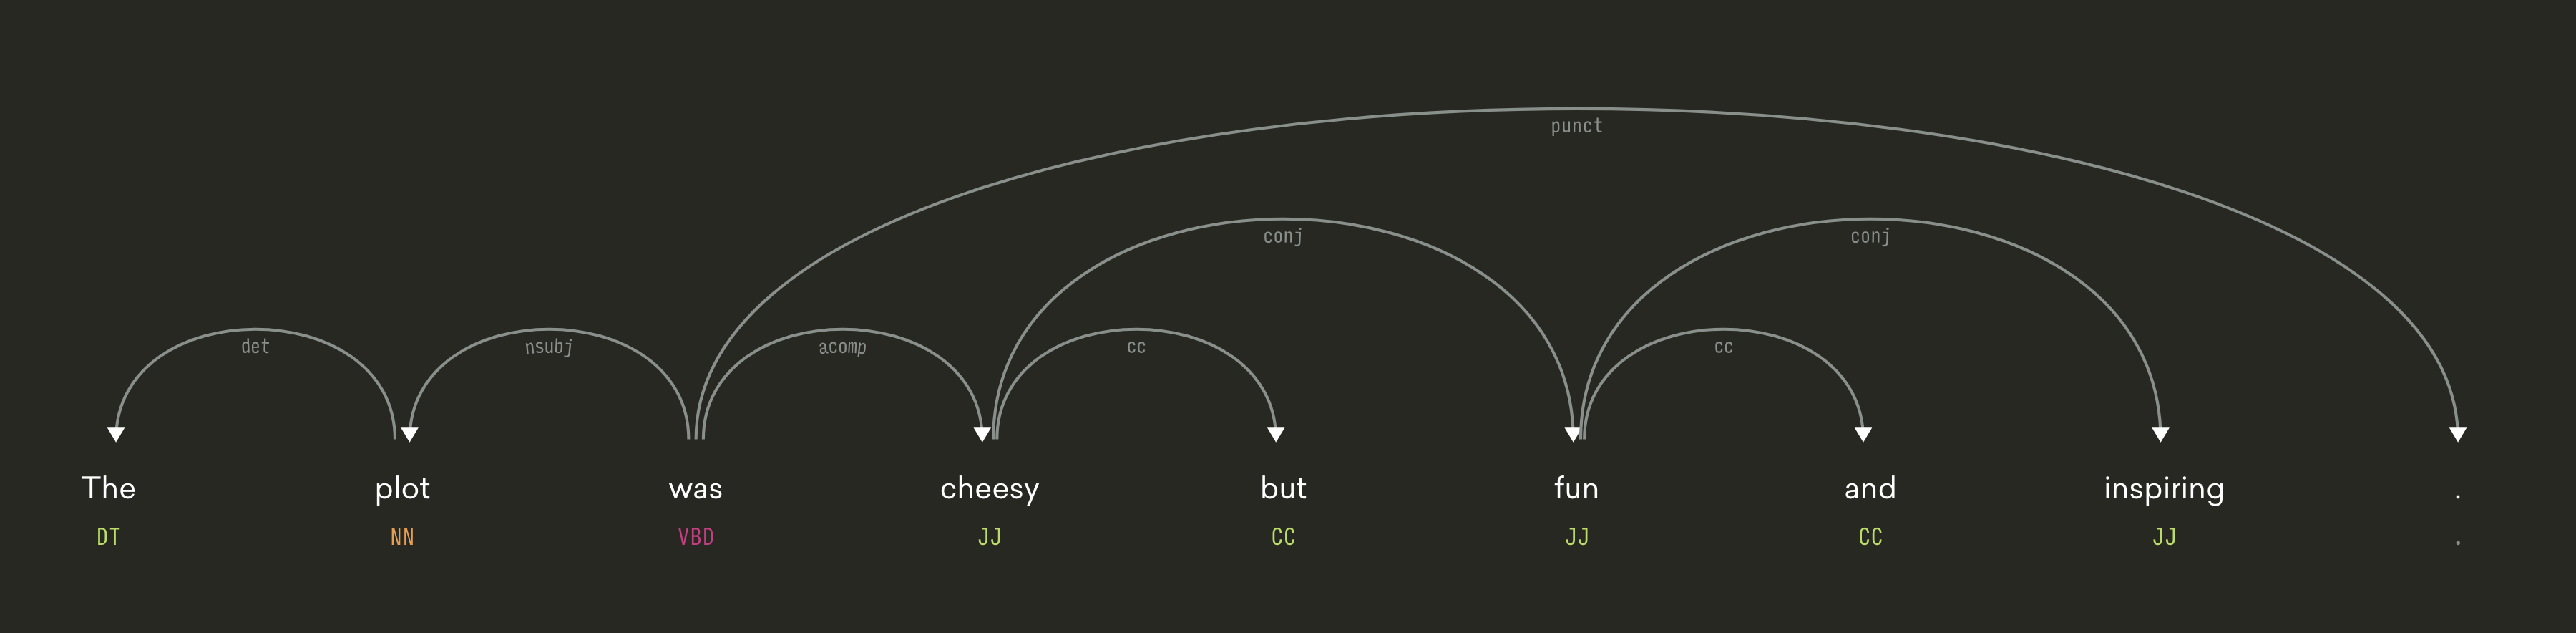 punct
conj conj
det nsubj acomp cc cc
The plot was cheesy but fun and inspiring .
DT NN VBD JJ CC JJ CC JJ .